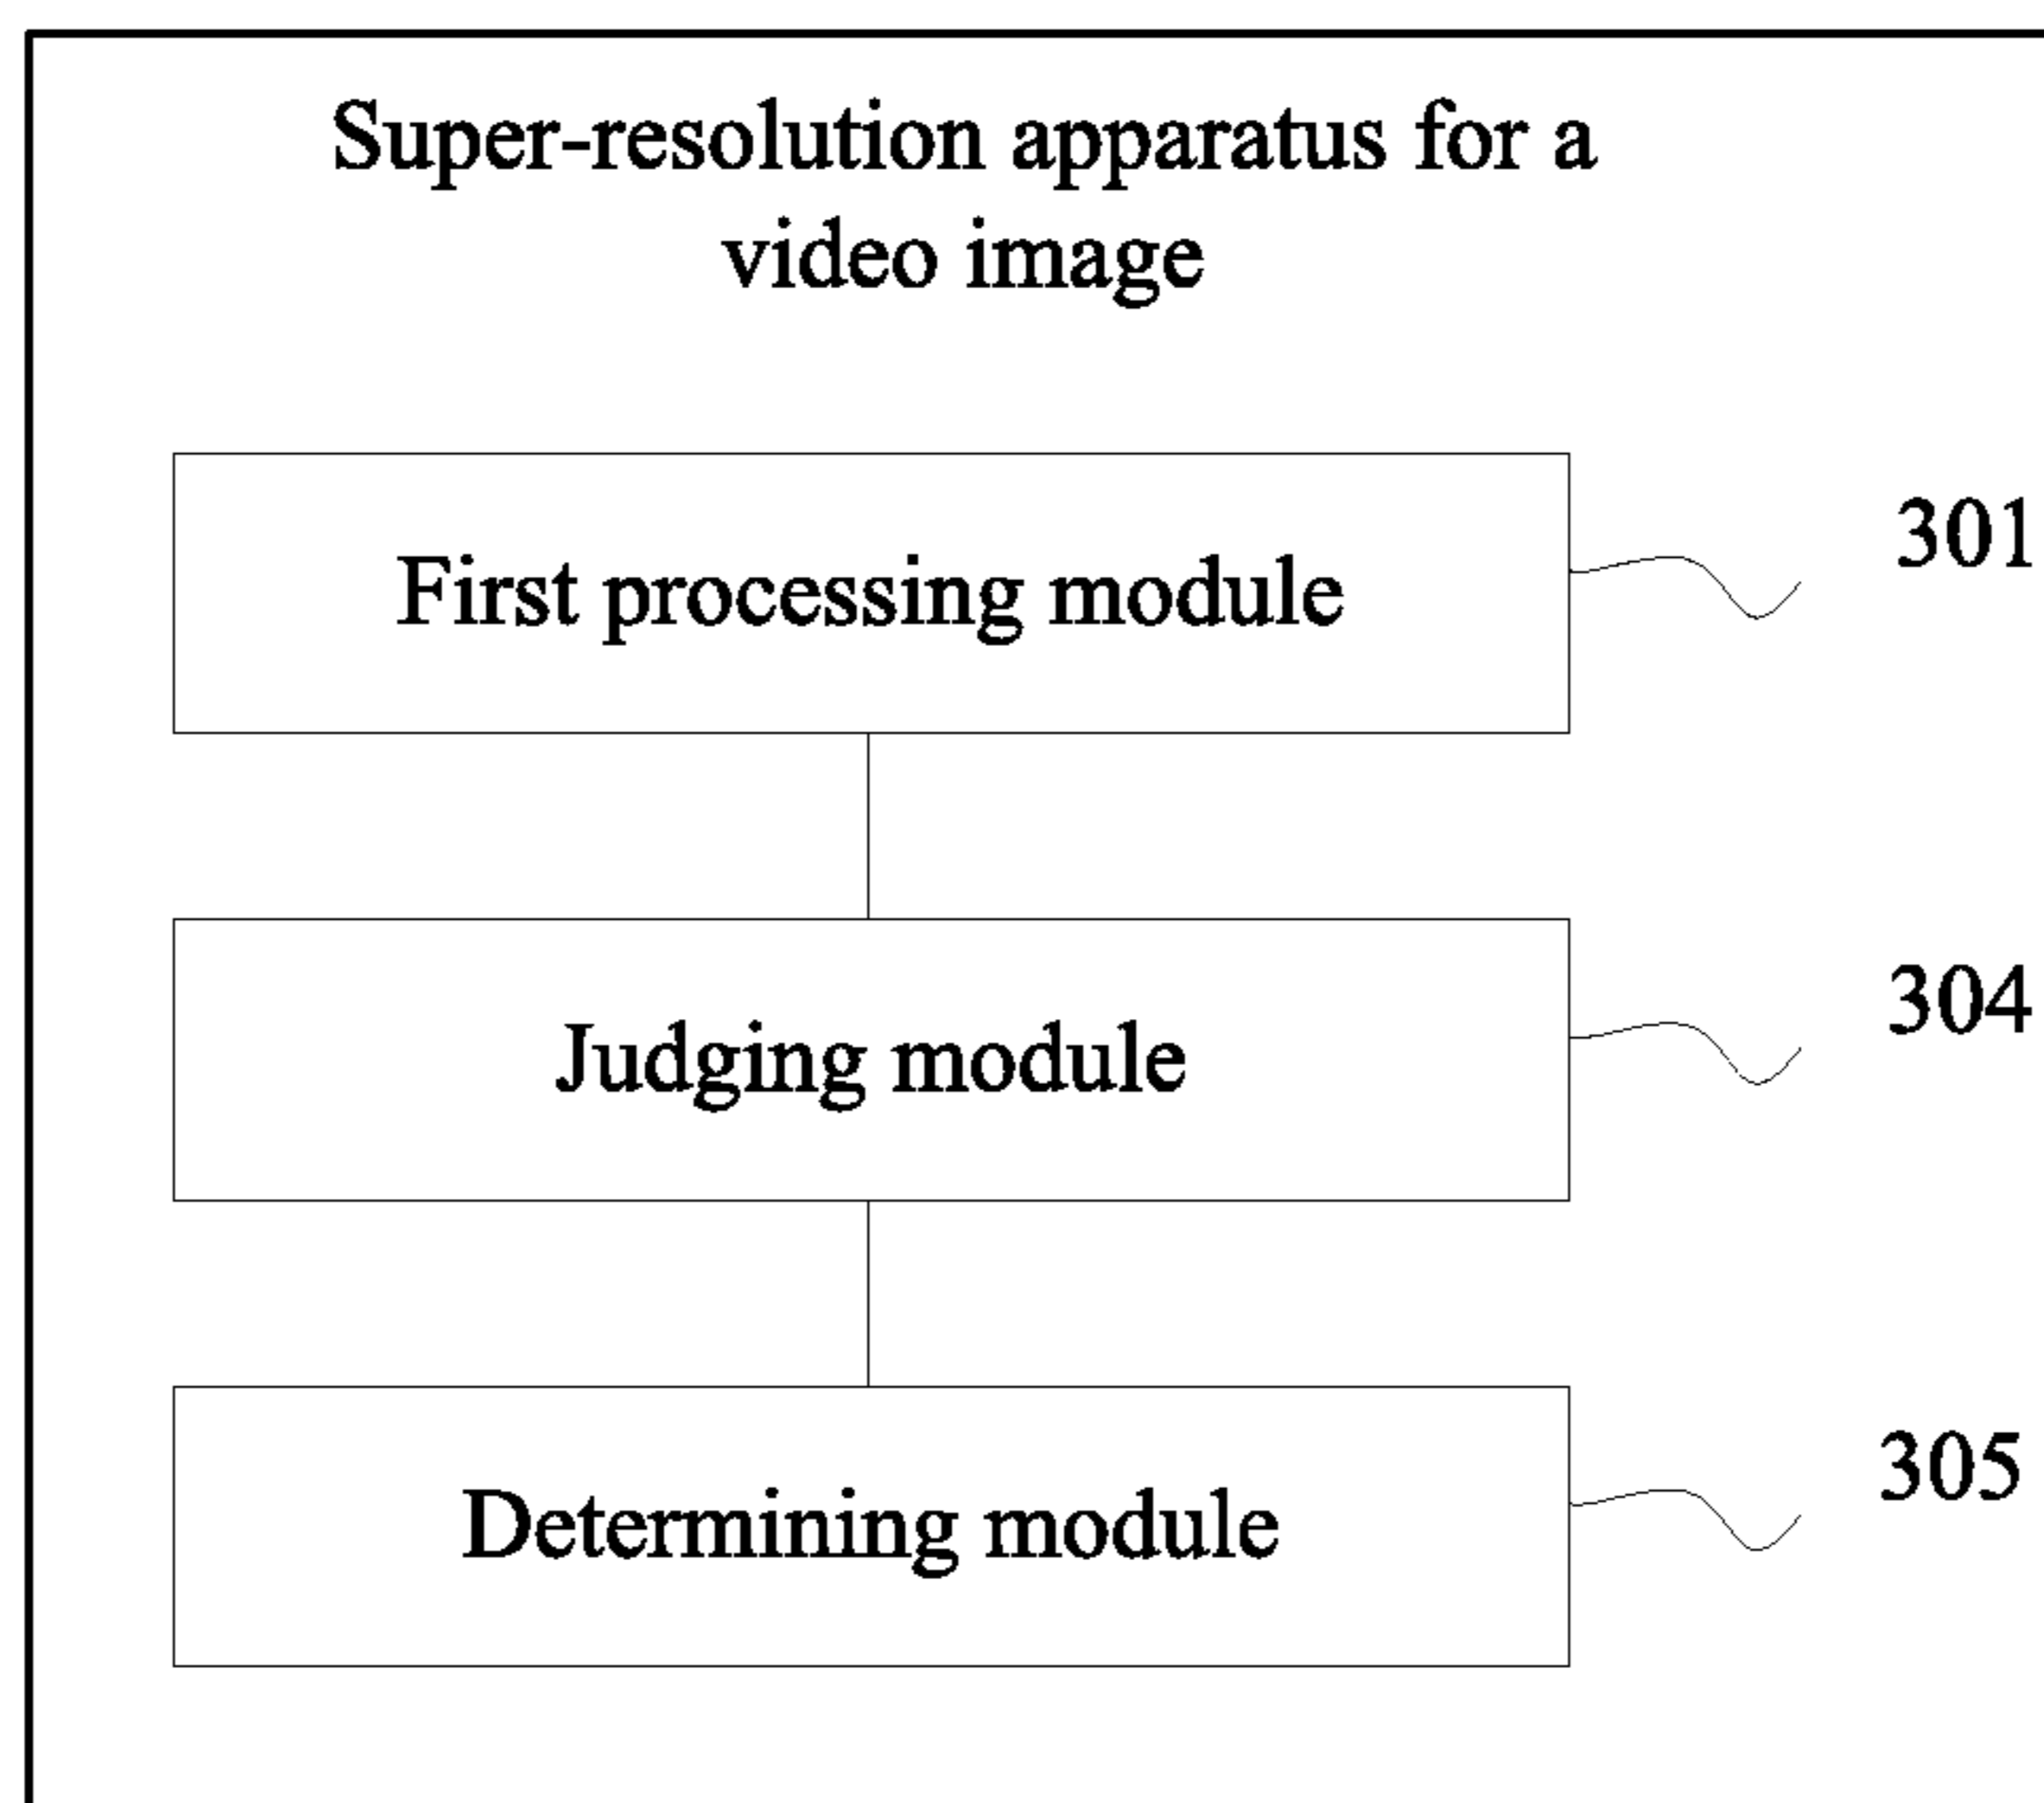 Super-resolution apparatus for a
video image
First processing module
301
Judging module
304
Determining module
305